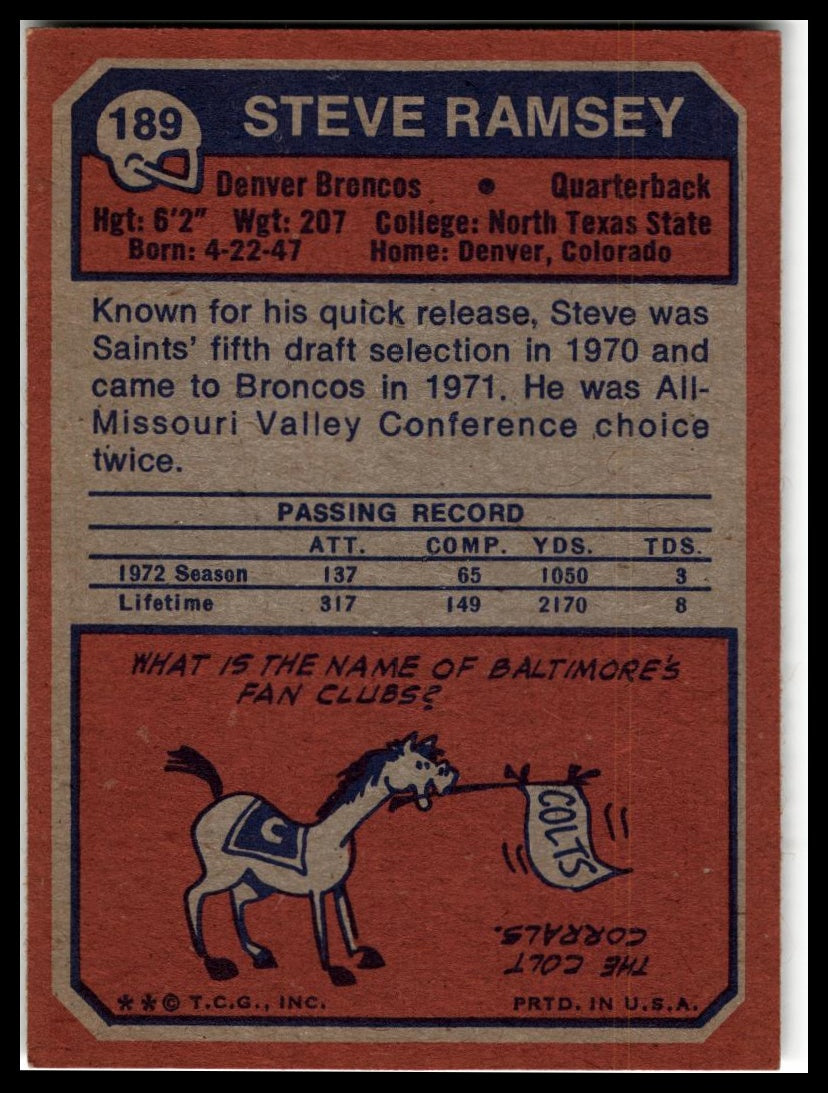 189
STEVE RAMSEY
Denver Broncos • Quarterback
Hgt: 6'2" Wgt: 207 College: North Texas State
Born: 4-22-47 Home: Denver, Colorado
Known for his quick release, Steve was
Saints' fifth draft selection in 1970 and
came to Broncos in 1971. He was All-
Missouri Valley Conference choice
twice.
PASSING RECORD
ATT. COMP. YDS. TDS.
1972 Season 137 65 1050 3
Lifetime 317 149 2170 8
WHAT IS THE NAME OF BALTIMORE'S
FAN CLUBS?
C
COLTS
THE COLT
CORRALS.
**© T.C.G., INC. PRTD. IN U.S.A.